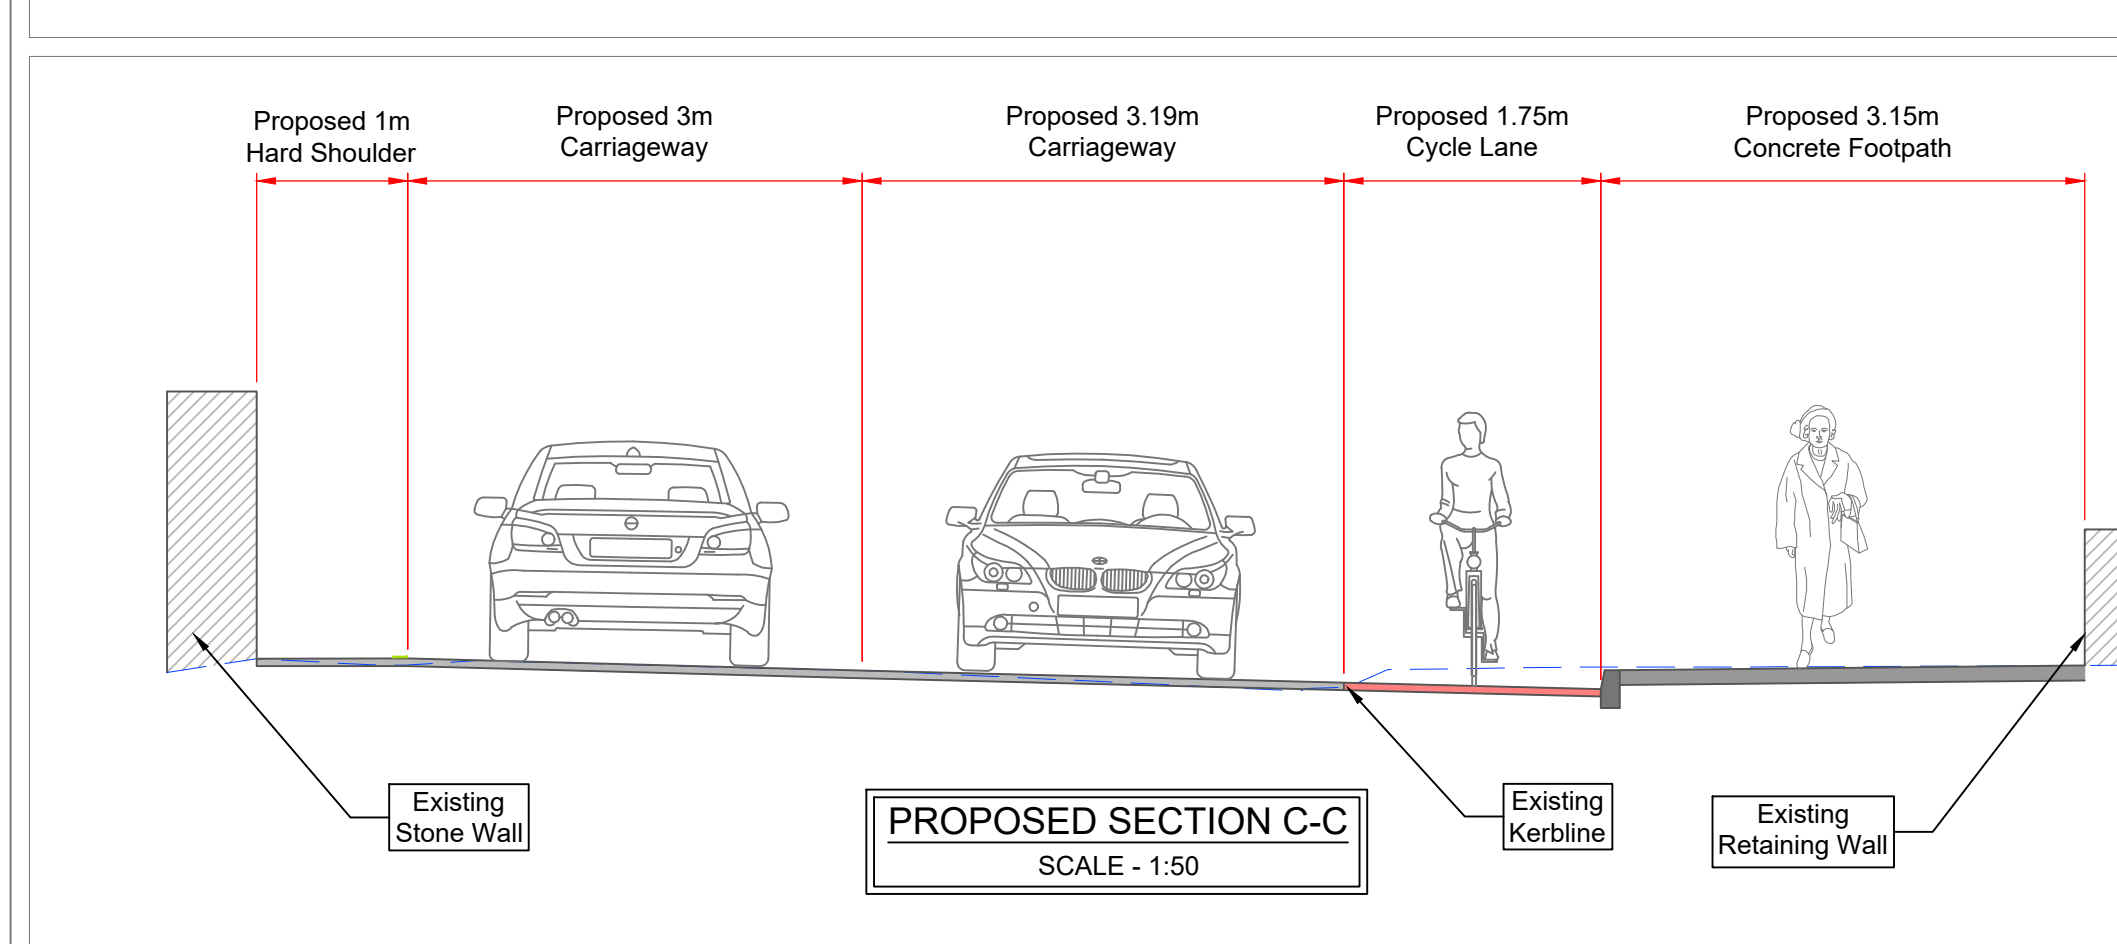 Proposed 1m
Hard Shoulder
Proposed 3m
Carriageway
Proposed 3.19m
Carriageway
Proposed 1.75m
Cycle Lane
Proposed 3.15m
Concrete Footpath
Existing
Stone Wall
PROPOSED SECTION C-C
SCALE - 1:50
Existing
Kerbline
Existing
Retaining Wall